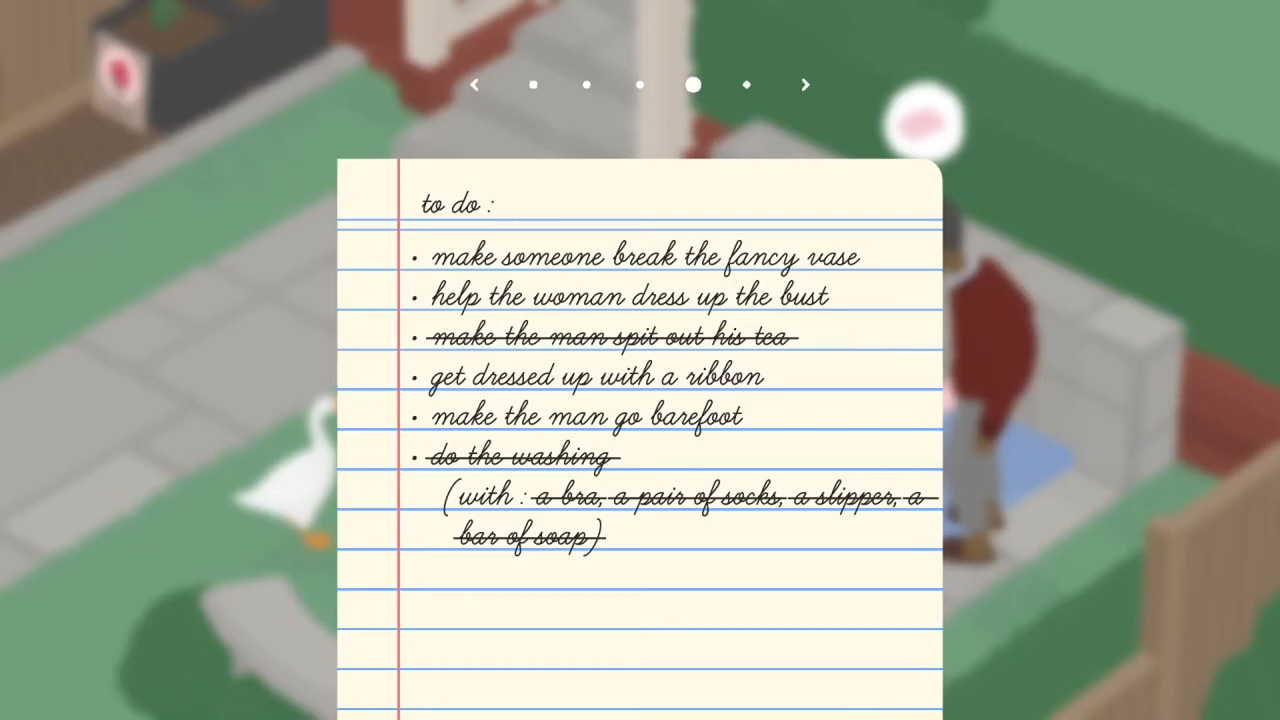 to do :
• make someone break the fancy vase
• help the woman dress up the bust
• make the man spit out his tea
• get dressed up with a ribbon
• make the man go barefoot
• do the washing
(with : a bra, a pair of socks, a slipper, a
bar of soap)